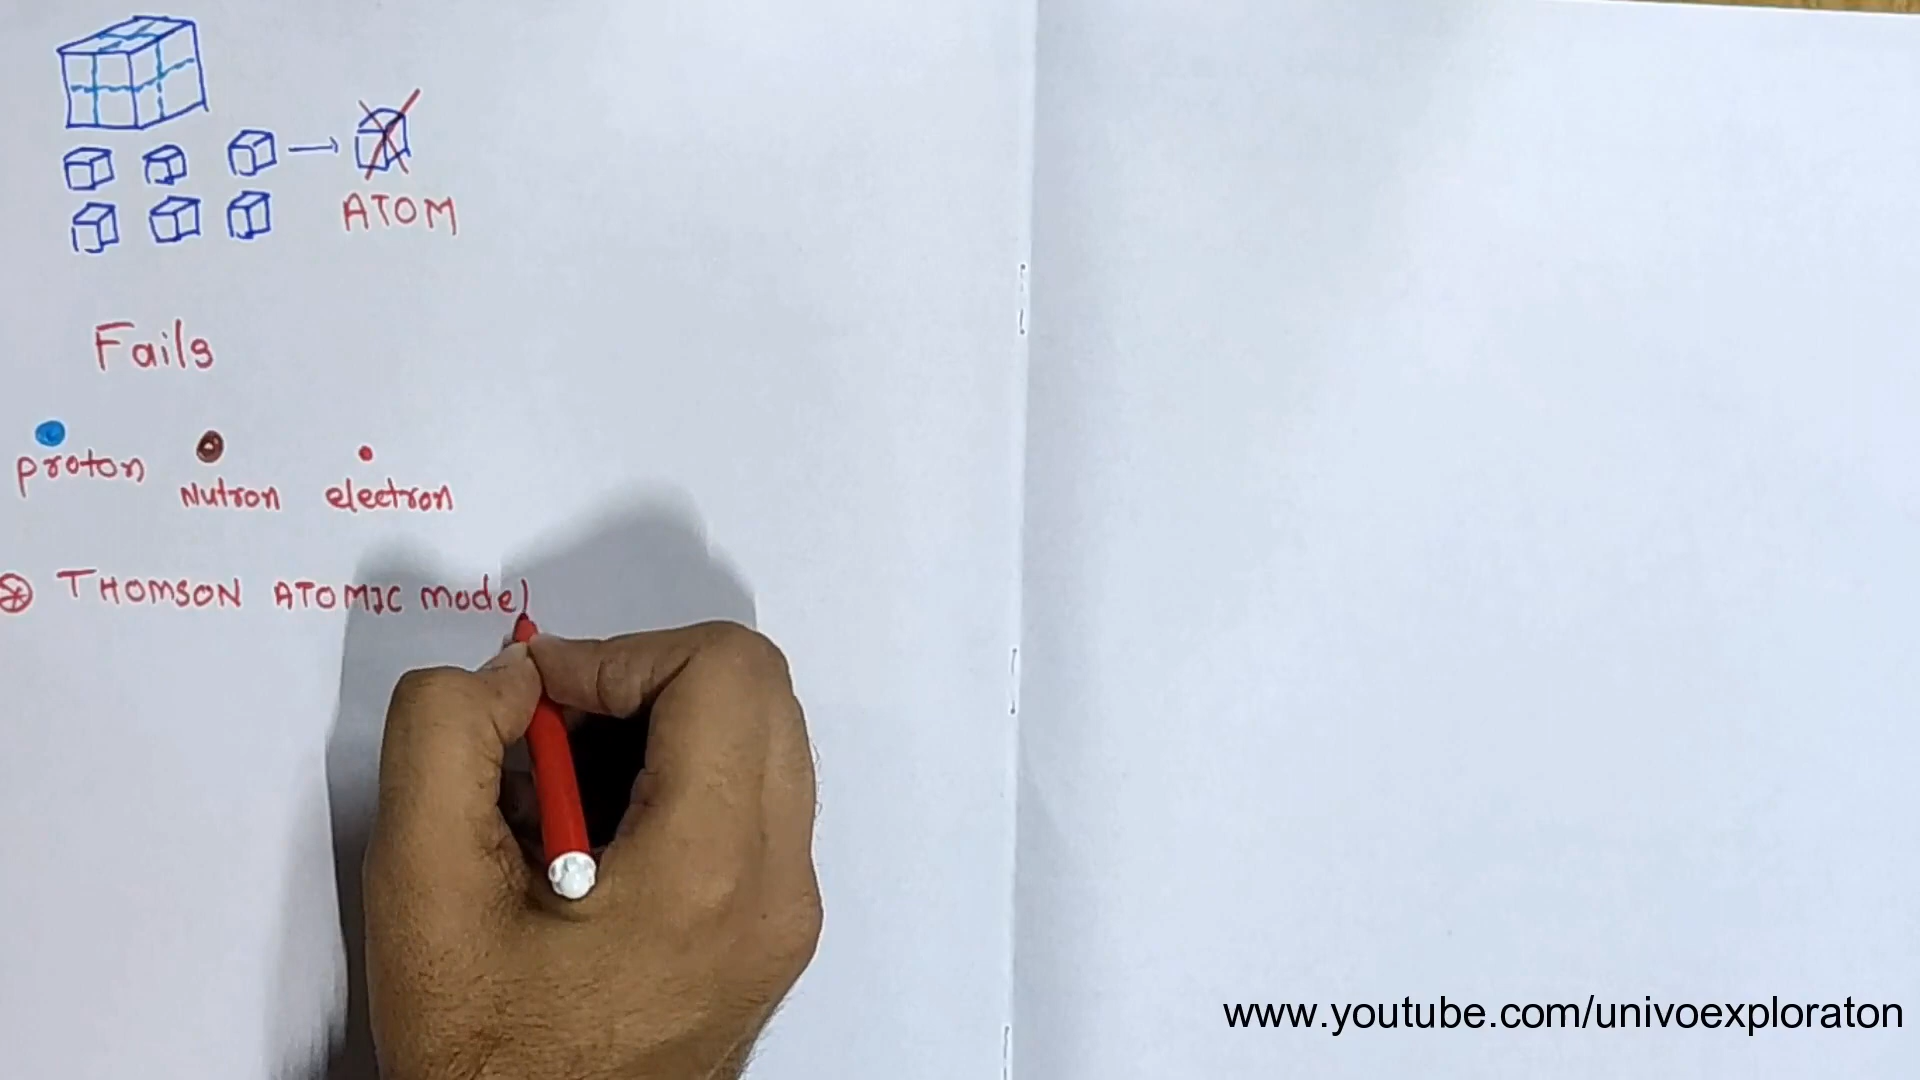 ATOM
Fails
proton
Nutron
electron
THOMSON ATOMIC model
www.youtube.com/univoexploraton